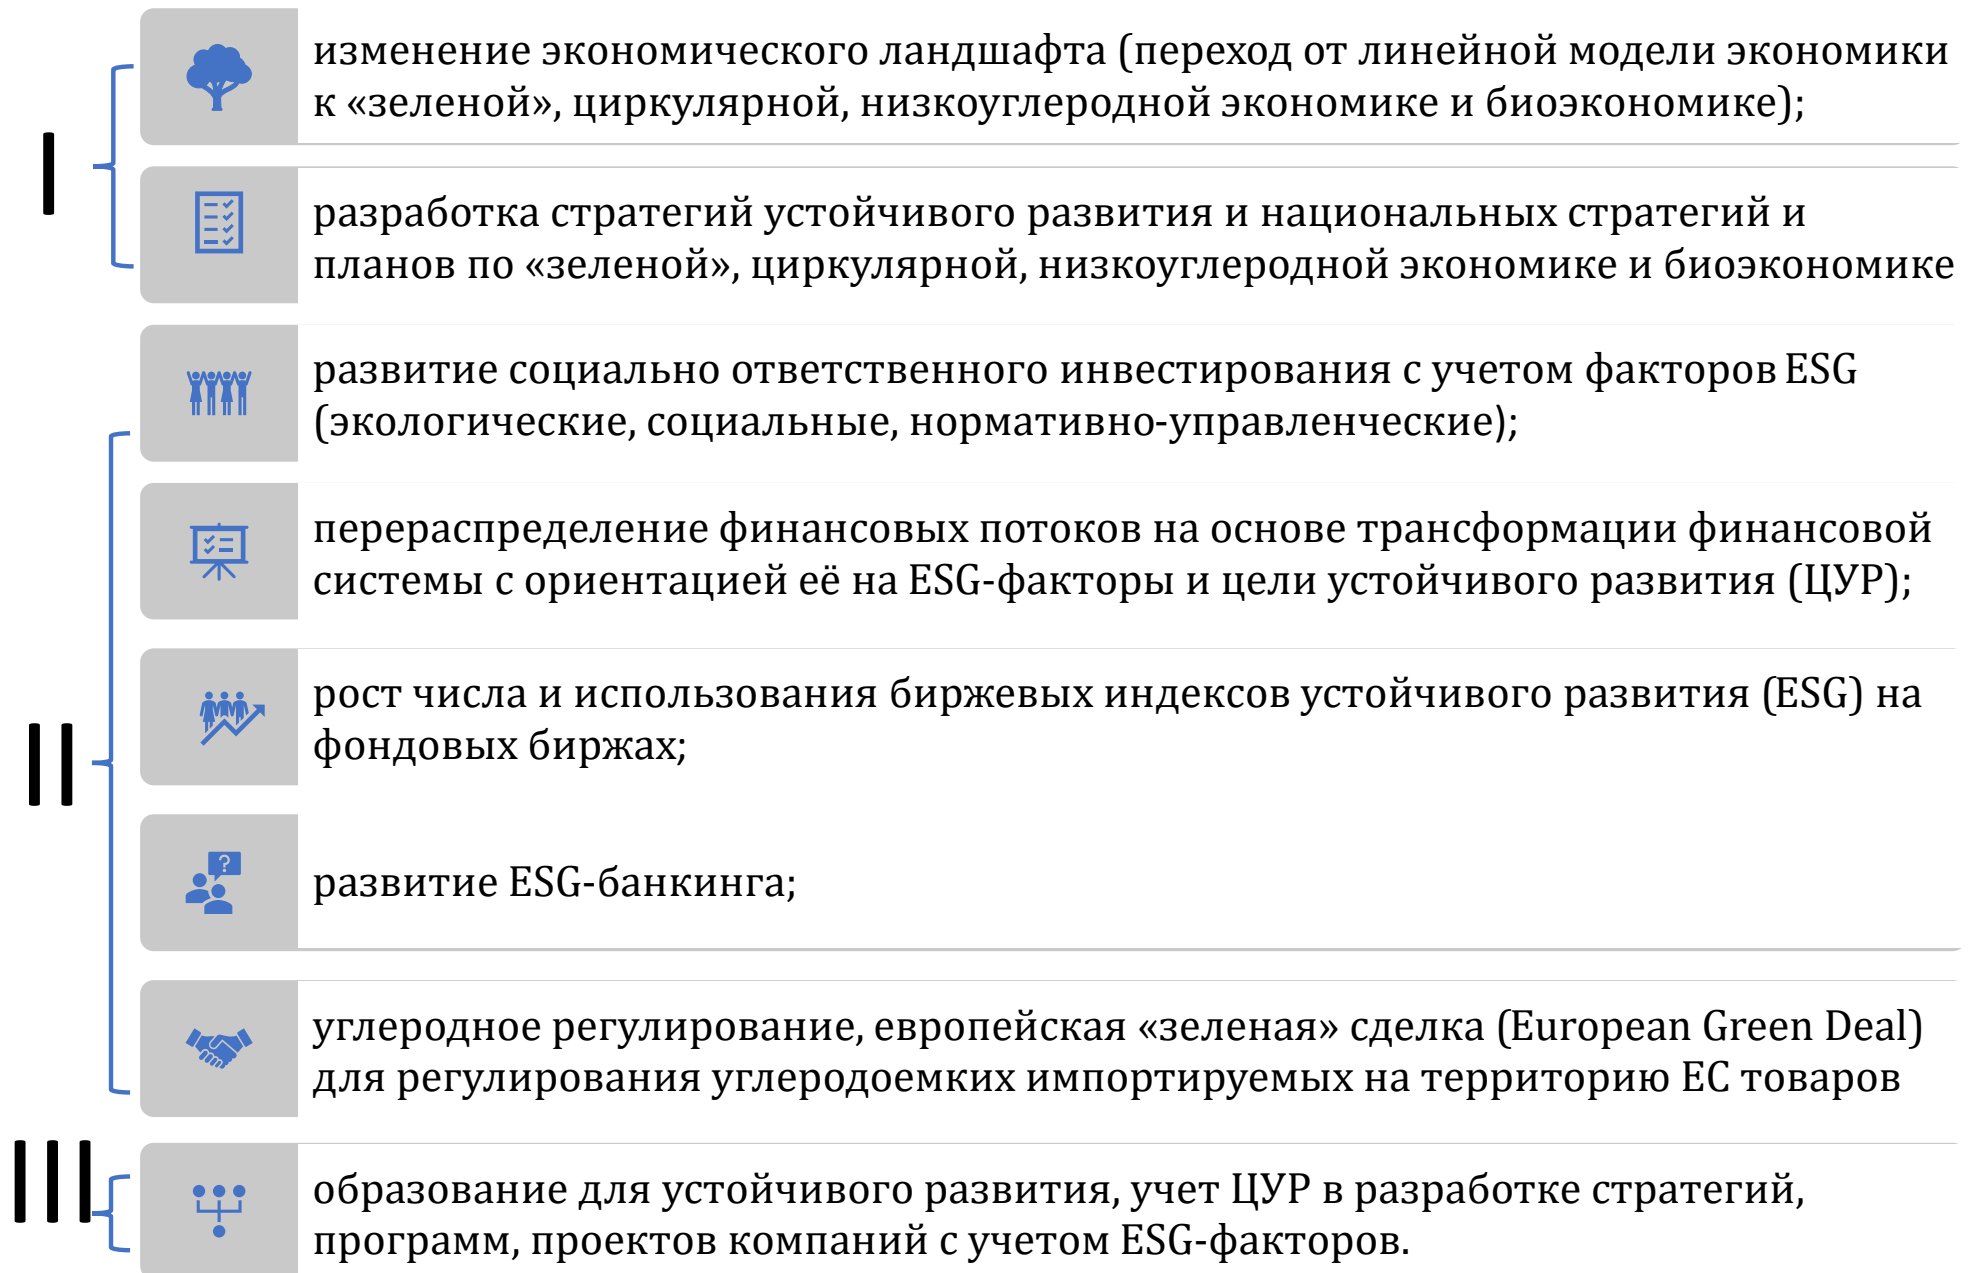 I
изменение экономического ландшафта (переход от линейной модели экономики
к «зеленой», циркулярной, низкоуглеродной экономике и биоэкономике);
разработка стратегий устойчивого развития и национальных стратегий и
планов по «зеленой», циркулярной, низкоуглеродной экономике и биоэкономике
II
развитие социально ответственного инвестирования с учетом факторов ESG
(экологические, социальные, нормативно-управленческие);
перераспределение финансовых потоков на основе трансформации финансовой
системы с ориентацией её на ESG-факторы и цели устойчивого развития (ЦУР);
рост числа и использования биржевых индексов устойчивого развития (ESG) на
фондовых биржах;
?
развитие ESG-банкинга;
углеродное регулирование, европейская «зеленая» сделка (European Green Deal)
для регулирования углеродоемких импортируемых на территорию ЕС товаров
III
образование для устойчивого развития, учет ЦУР в разработке стратегий,
программ, проектов компаний с учетом ESG-факторов.